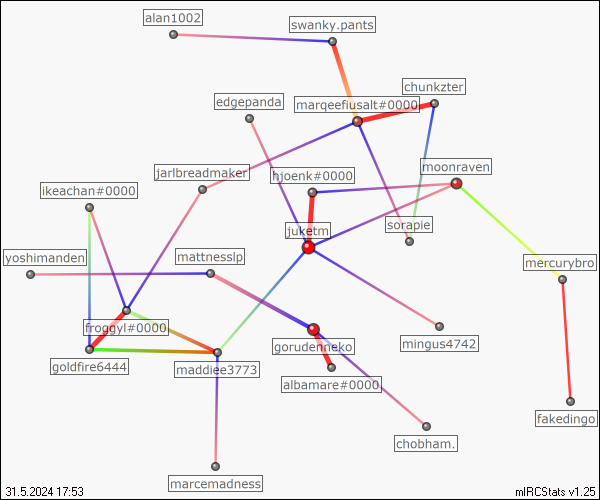 alan1002
swanky.pants
chunkzter
edgepanda
marqeefiusalt#0000
moonraven
jarlbreadmaker
hjoenk#0000
ikeachan#0000
sorapie
juketm
yoshimanden
mattnesslp
mercurybro
froggyl#0000
gorudenneko
mingus4742
goldfire6444
maddiee3773
albamare#0000
fakedingo
chobham.
marcemadness
31.5.2024 17:53
mIRCStats v1.25